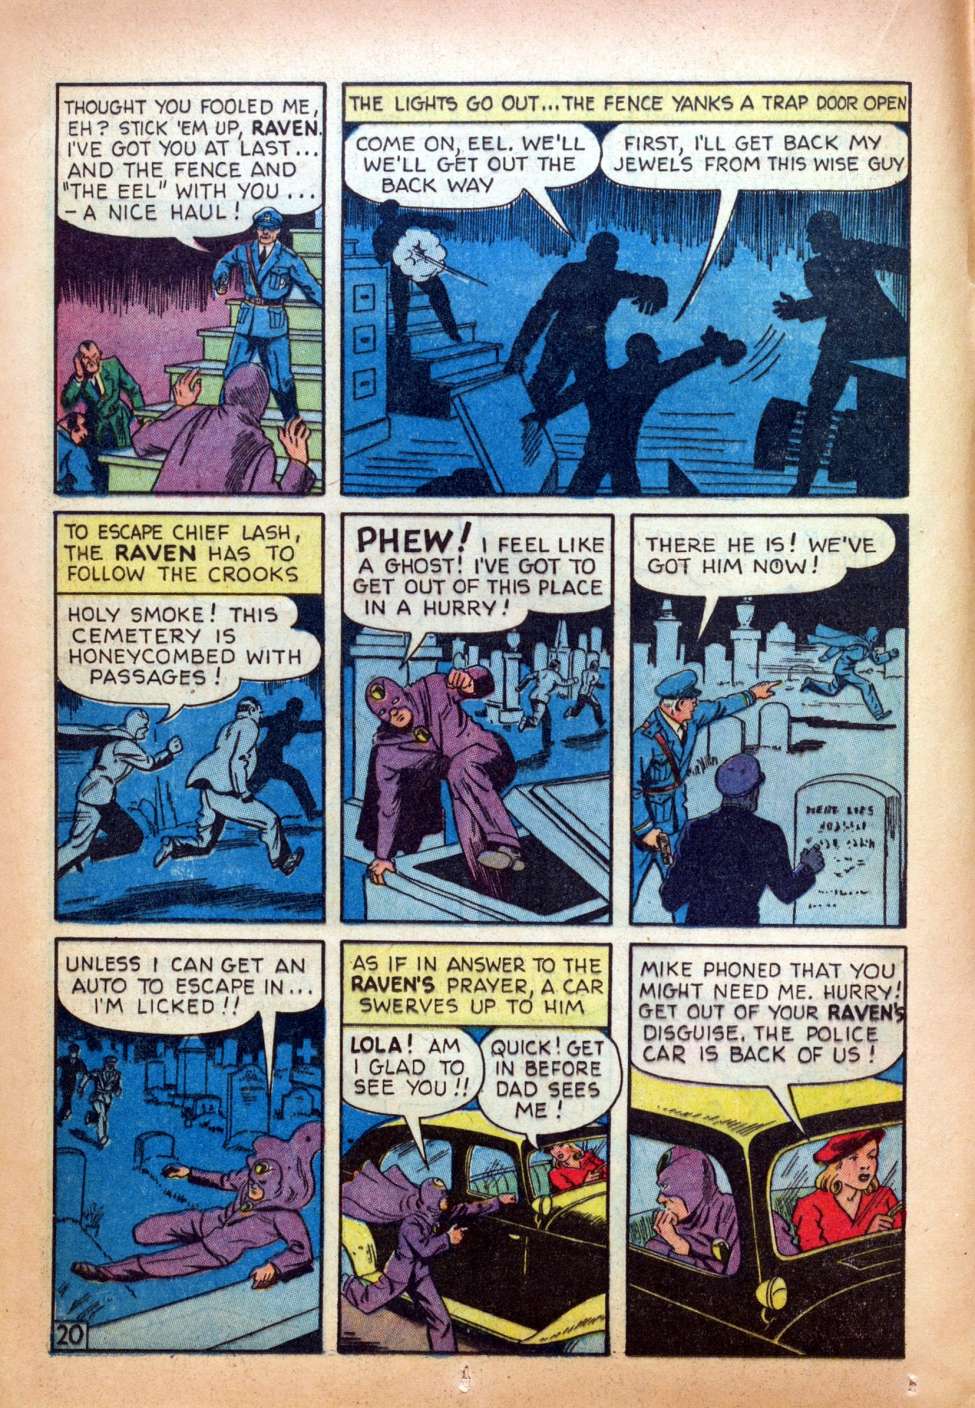 THOUGHT YOU FOOLED ME,
EH? STICK 'EM UP, RAVEN.
I'VE GOT YOU AT LAST...
AND THE FENCE AND
"THE EEL" WITH YOU...
- A NICE HAUL!
THE LIGHTS GO OUT...THE FENCE YANKS A TRAP DOOR OPEN
COME ON, EEL. WE'LL
WE'LL GET OUT THE
BACK WAY
FIRST, I'LL GET BACK MY
JEWELS FROM THIS WISE GUY
TO ESCAPE CHIEF LASH,
THE RAVEN HAS TO
FOLLOW THE CROOKS
HOLY SMOKE! THIS
CEMETERY IS
HONEYCOMBED WITH
PASSAGES!
PHEW! I FEEL LIKE
A GHOST! I'VE GOT TO
GET OUT OF THIS PLACE
IN A HURRY!
THERE HE IS! WE'VE
GOT HIM NOW!
HERE LIES
UNLESS I CAN GET AN
AUTO TO ESCAPE IN...
I'M LICKED!!
20
AS IF IN ANSWER TO THE
RAVEN'S PRAYER, A CAR
SWERVES UP TO HIM
LOLA! AM
I GLAD TO
SEE YOU!!
QUICK! GET
IN BEFORE
DAD SEES
ME!
MIKE PHONED THAT YOU
MIGHT NEED ME. HURRY!
GET OUT OF YOUR RAVEN'S
DISGUISE. THE POLICE
CAR IS BACK OF US!